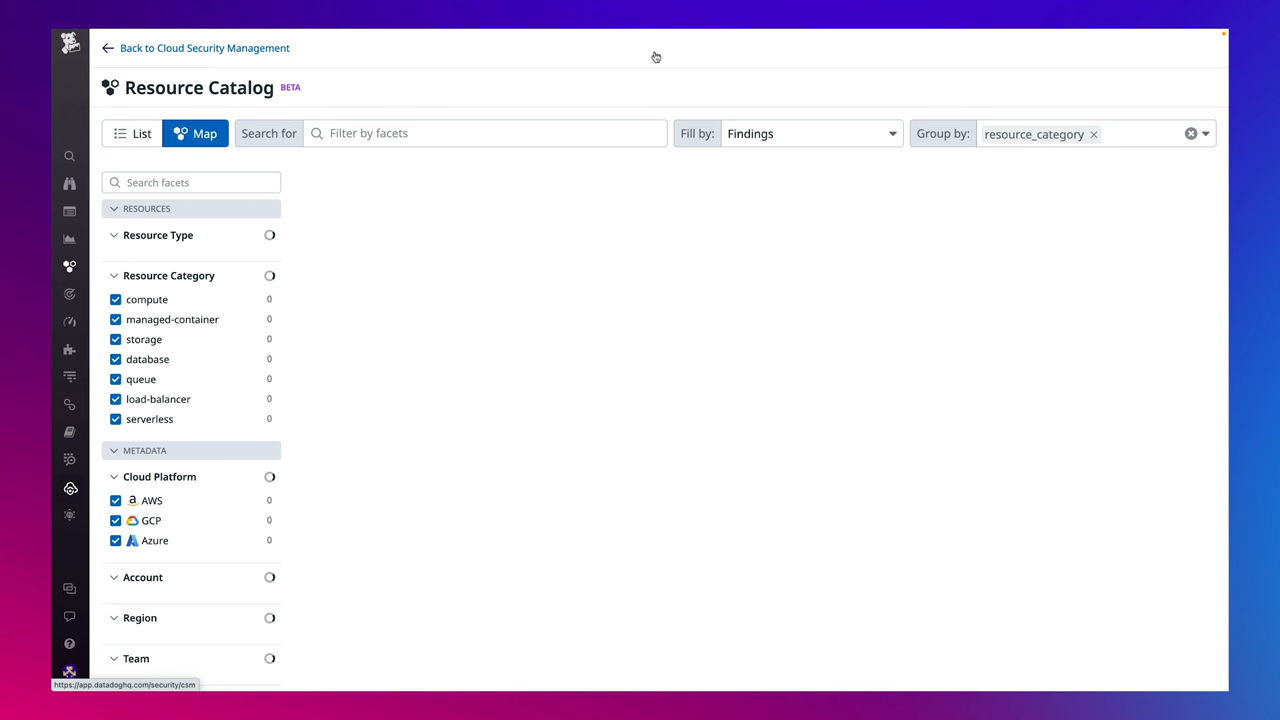 Back to Cloud Security Management
Resource Catalog BETA
List Map Search for Filter by facets Fill by: Findings Group by: resource_category
Search facets
RESOURCES
Resource Type
Resource Category
compute 0
managed-container 0
storage 0
database 0
queue 0
load-balancer 0
serverless 0
METADATA
Cloud Platform
AWS 0
GCP 0
Azure 0
Account
Region
Team
https://app.datadoghq.com/security/csm